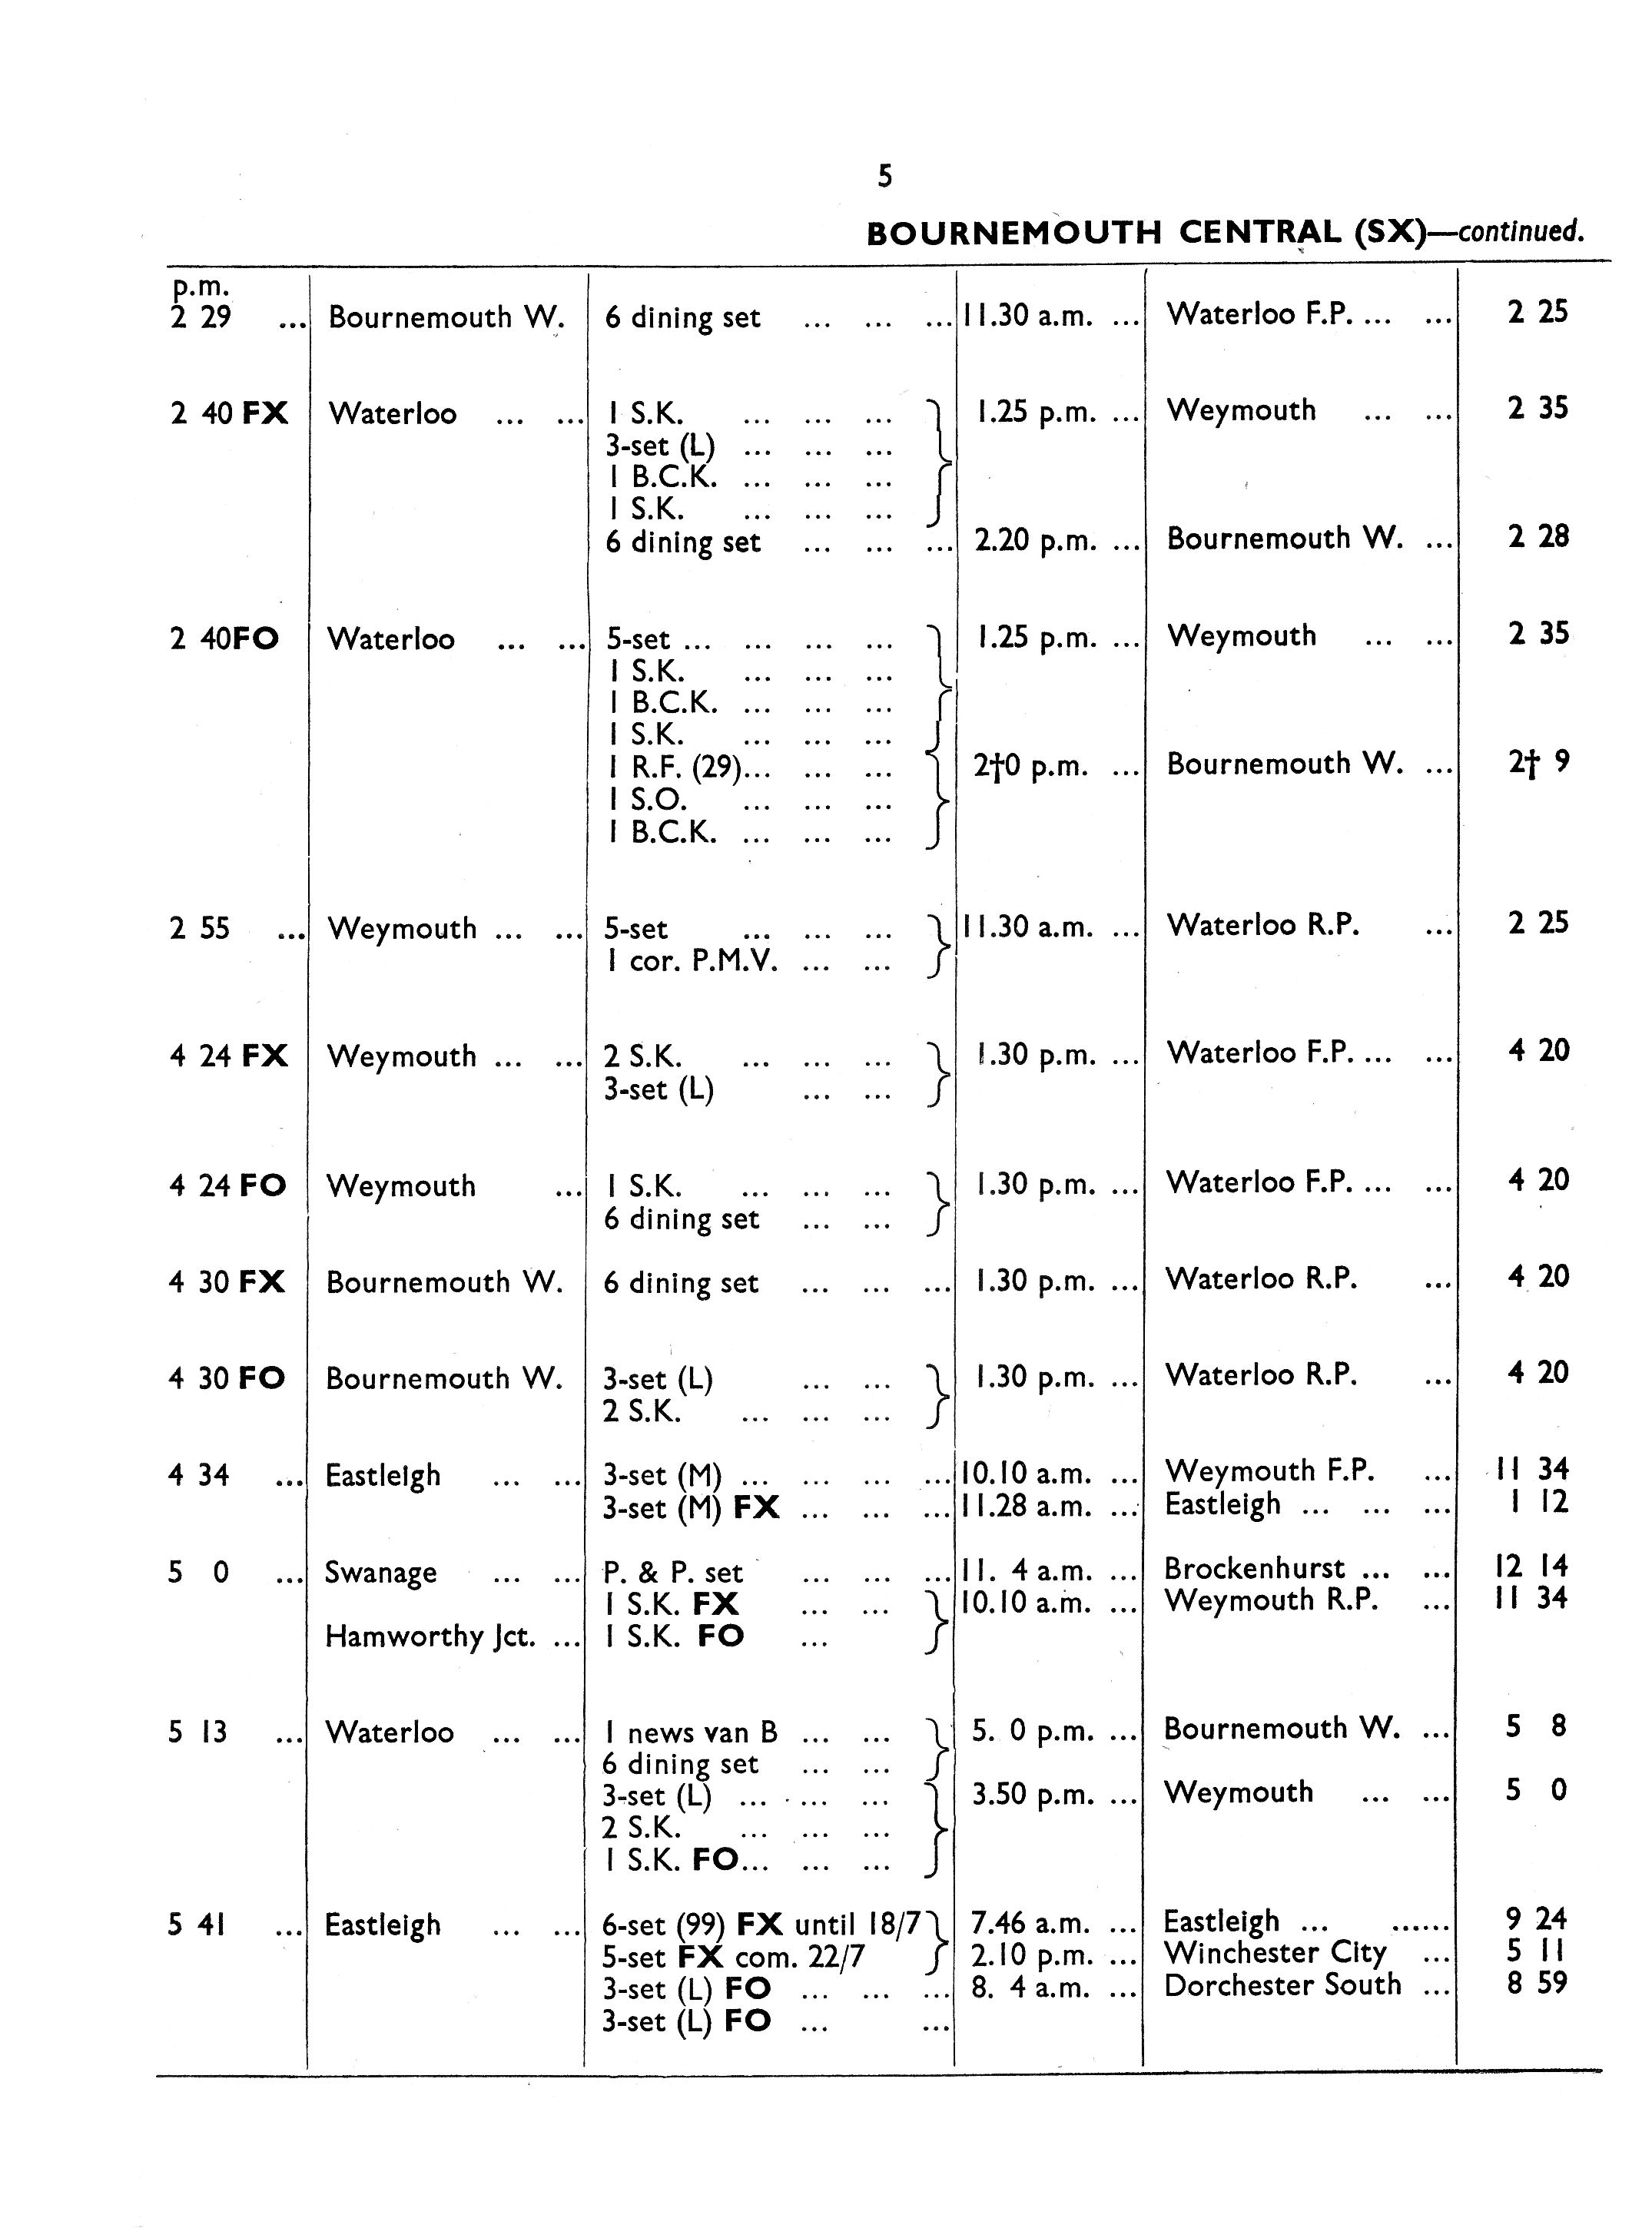 5
BOURNEMOUTH CENTRAL (SX)—continued.
p.m.
2 29 ... Bournemouth W. 6 dining set ... ... ... 11.30 a.m. ... Waterloo F.P. ... ... 2 25
2 40 FX Waterloo ... ... 1 S.K. ... ... ... 1.25 p.m. ... Weymouth ... ... 2 35
3-set (L) ... ... ...
1 B.C.K. ... ... ...
1 S.K. ... ... ...
6 dining set ... ... ... 2.20 p.m. ... Bournemouth W. ... 2 28
2 40FO Waterloo ... ... 5-set ... ... ... ... 1.25 p.m. ... Weymouth ... ... 2 35
1 S.K. ... ... ...
1 B.C.K. ... ... ...
1 S.K. ... ... ...
1 R.F. (29)... ... ... 2†0 p.m. ... Bournemouth W. ... 2† 9
1 S.O. ... ... ...
1 B.C.K. ... ... ...
2 55 ... Weymouth ... ... 5-set ... ... ... 11.30 a.m. ... Waterloo R.P. ... 2 25
1 cor. P.M.V. ... ...
4 24 FX Weymouth ... ... 2 S.K. ... ... ... 1.30 p.m. ... Waterloo F.P. ... ... 4 20
3-set (L) ... ...
4 24 FO Weymouth ... 1 S.K. ... ... ... 1.30 p.m. ... Waterloo F.P. ... ... 4 20
6 dining set ... ...
4 30 FX Bournemouth W. 6 dining set ... ... ... 1.30 p.m. ... Waterloo R.P. ... 4 20
4 30 FO Bournemouth W. 3-set (L) ... ... 1.30 p.m. ... Waterloo R.P. ... 4 20
2 S.K. ... ... ...
4 34 ... Eastleigh ... ... 3-set (M) ... ... ... ... 10.10 a.m. ... Weymouth F.P. ... 11 34
3-set (M) FX ... ... ... 11.28 a.m. ... Eastleigh ... ... ... 1 12
5 0 ... Swanage ... ... P. & P. set ... ... ... 11. 4 a.m. ... Brockenhurst ... ... 12 14
1 S.K. FX ... ... 10.10 a.m. ... Weymouth R.P. ... 11 34
Hamworthy Jct. ... 1 S.K. FO ...
5 13 ... Waterloo ... ... 1 news van B ... ... 5. 0 p.m. ... Bournemouth W. ... 5 8
6 dining set ... ...
3-set (L) ... ... ... 3.50 p.m. ... Weymouth ... ... 5 0
2 S.K. ... ... ...
1 S.K. FO... ... ...
5 41 ... Eastleigh ... ... 6-set (99) FX until 18/7 7.46 a.m. ... Eastleigh ... ...... 9 24
5-set FX com. 22/7 2.10 p.m. ... Winchester City ... 5 11
3-set (L) FO ... ... ... 8. 4 a.m. ... Dorchester South ... 8 59
3-set (L) FO ... ...